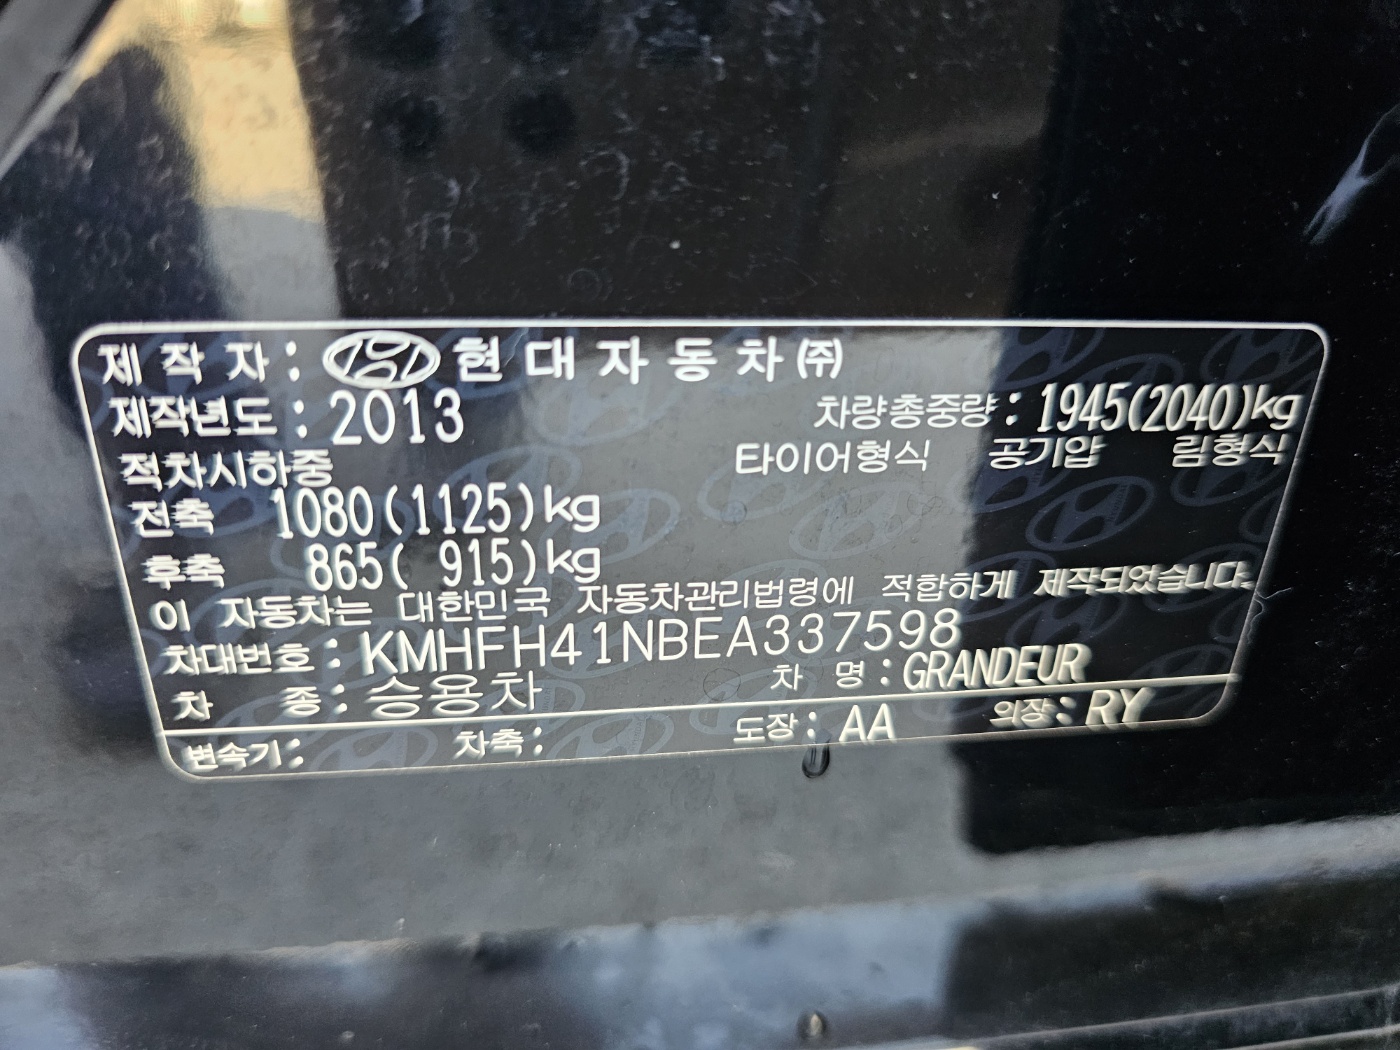 제 작 자 : 현 대 자 동 차 ㈜
제작년도 : 2013 차량총중량 : 1945(2040)kg
적차시하중 타이어형식 공기압 림형식
전축 1080(1125)kg
후축 865( 915)kg
이 자동차는 대한민국 자동차관리법령에 적합하게 제작되었습니다.
차대번호 : KMHFH41NBEA337598
차 종 : 승용차 차 명 : GRANDEUR
변속기 : 차축 : 도장 : AA 외장 : RY